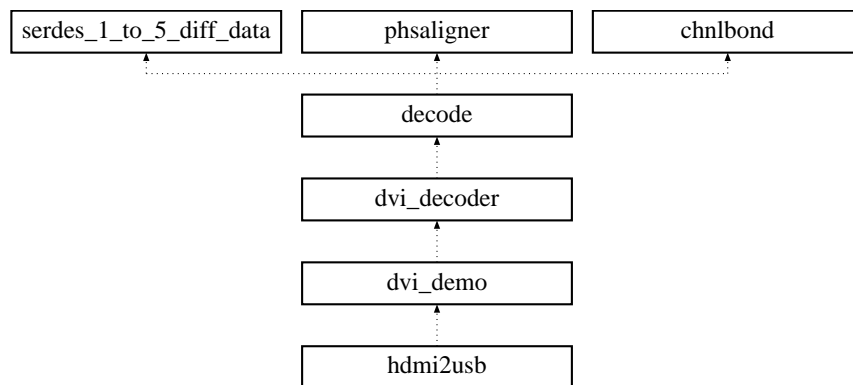 serdes_1_to_5_diff_data
phsaligner
chnlbond
decode
dvi_decoder
dvi_demo
hdmi2usb